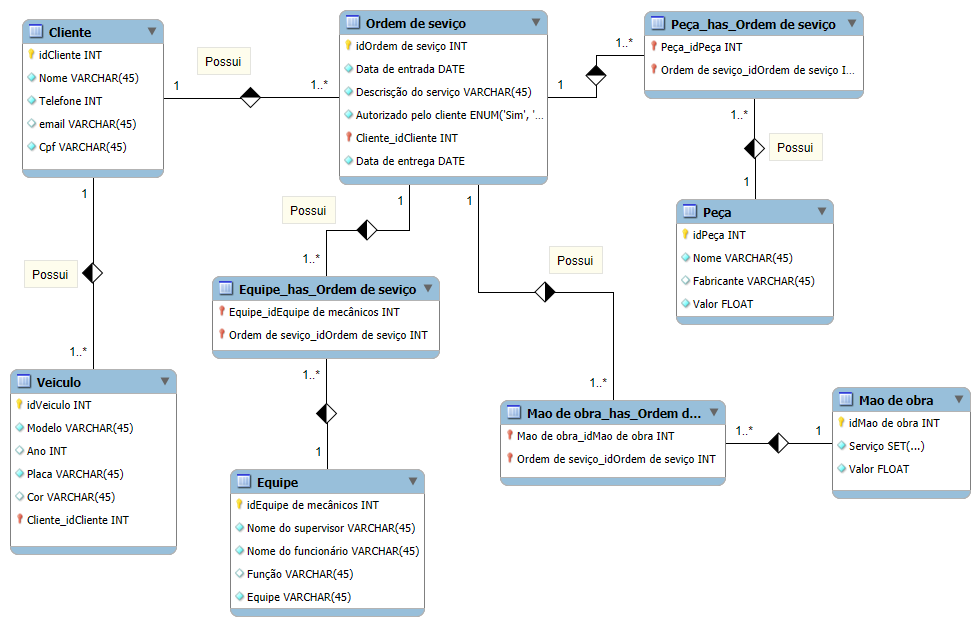 Cliente
idCliente INT
Nome VARCHAR(45)
Telefone INT
email VARCHAR(45)
Cpf VARCHAR(45)
Possui
1
1..*
Ordem de seviço
idOrdem de seviço INT
Data de entrada DATE
Descrisção do serviço VARCHAR(45)
Autorizado pelo cliente ENUM('Sim', '...
Cliente_idCliente INT
Data de entrega DATE
1
1..*
Peça_has_Ordem de seviço
Peça_idPeça INT
Ordem de seviço_idOrdem de seviço I...
1..*
Possui
1
Peça
idPeça INT
Nome VARCHAR(45)
Fabricante VARCHAR(45)
Valor FLOAT
1
Possui
1..*
Veiculo
idVeiculo INT
Modelo VARCHAR(45)
Ano INT
Placa VARCHAR(45)
Cor VARCHAR(45)
Cliente_idCliente INT
1
Possui
1..*
Equipe_has_Ordem de seviço
Equipe_idEquipe de mecânicos INT
Ordem de seviço_idOrdem de seviço INT
1..*
1
Equipe
idEquipe de mecânicos INT
Nome do supervisor VARCHAR(45)
Nome do funcionário VARCHAR(45)
Função VARCHAR(45)
Equipe VARCHAR(45)
1
Possui
1..*
Mao de obra_has_Ordem d...
Mao de obra_idMao de obra INT
Ordem de seviço_idOrdem de seviço INT
1..*
1
Mao de obra
idMao de obra INT
Serviço SET(...)
Valor FLOAT